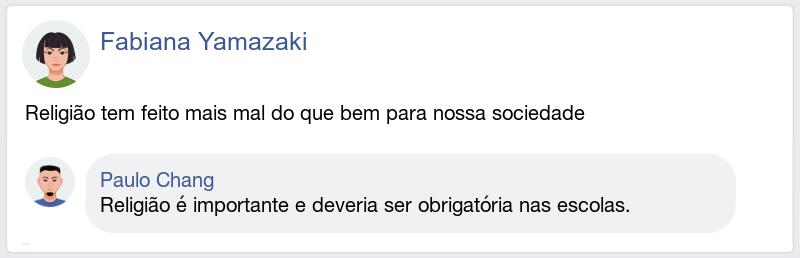 Fabiana Yamazaki
Religião tem feito mais mal do que bem para nossa sociedade
Paulo Chang
Religião é importante e deveria ser obrigatória nas escolas.